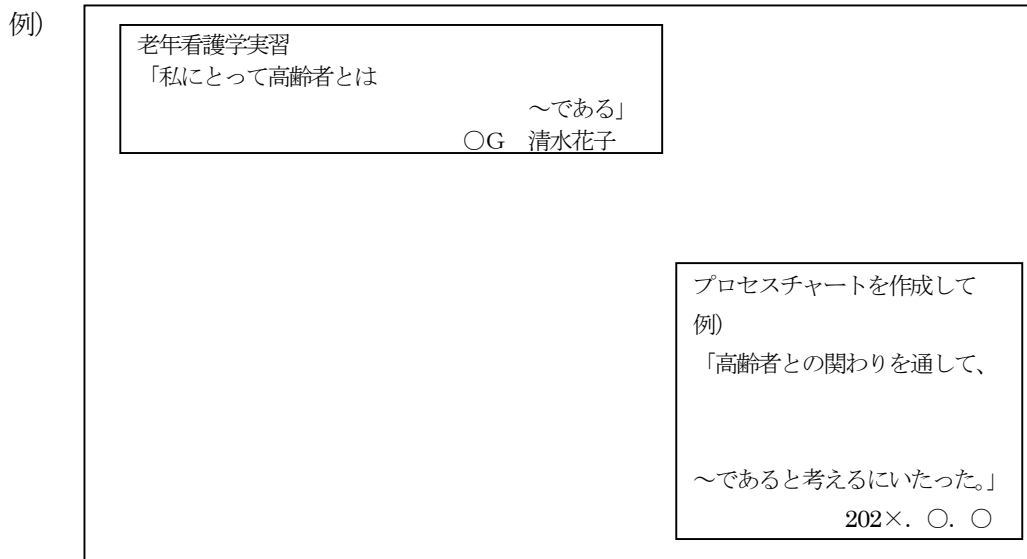 例)
老年看護学実習
「私にとって高齢者とは
～である」
○G 清水花子
プロセスチャートを作成して
例)
「高齢者との関わりを通して、
～であると考えるにいたった。」
202×. ○. ○